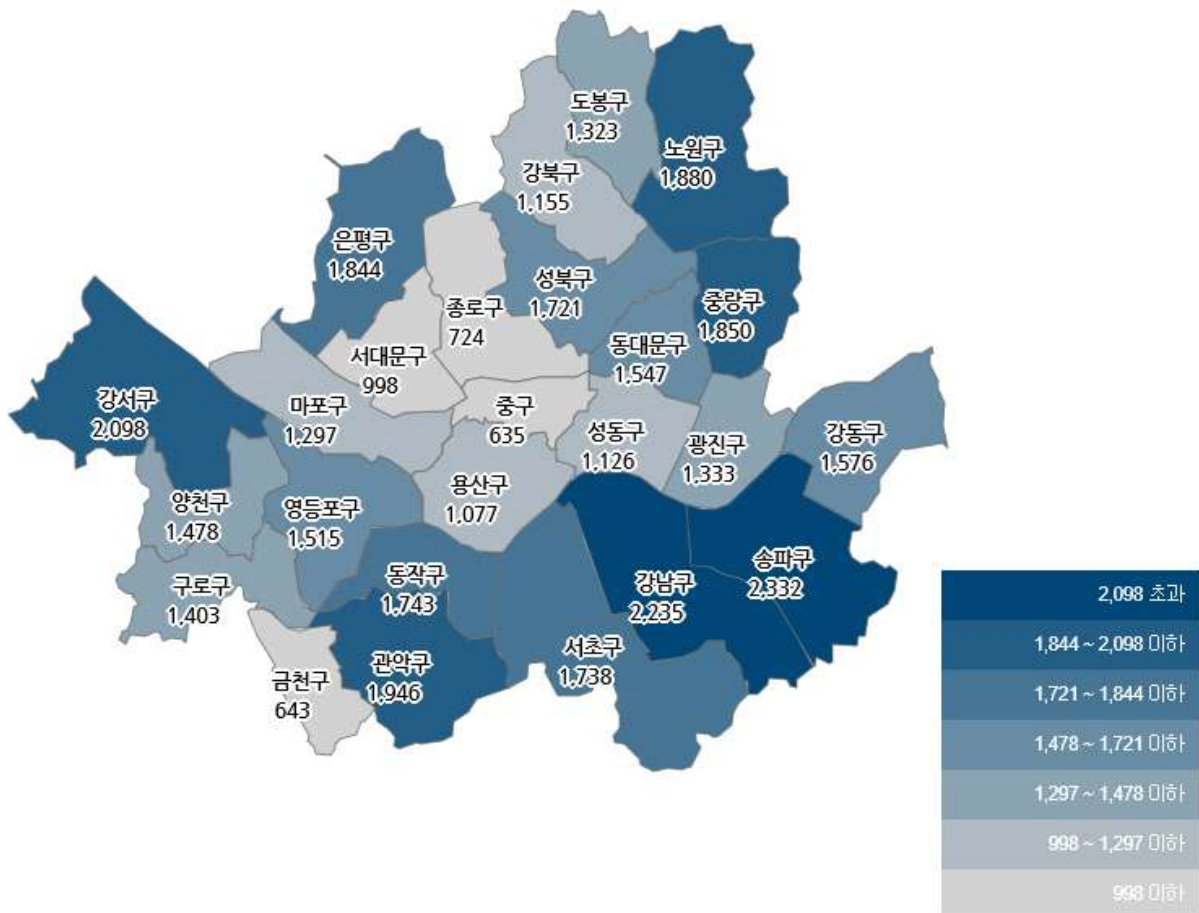 도봉구
1,323
노원구
1,880
강북구
1,155
은평구
1,844
성북구
1,721
중랑구
1,850
종로구
724
동대문구
1,547
서대문구
998
강서구
2,098
마포구
1,297
중구
635
성동구
1,126
광진구
1,333
강동구
1,576
양천구
1,478
영등포구
1,515
용산구
1,077
구로구
1,403
동작구
1,743
강남구
2,235
송파구
2,332
서초구
1,738
금천구
643
관악구
1,946
2,098 초과
1,844 ~ 2,098 이하
1,721 ~ 1,844 이하
1,478 ~ 1,721 이하
1,297 ~ 1,478 이하
998 ~ 1,297 이하
998 이하